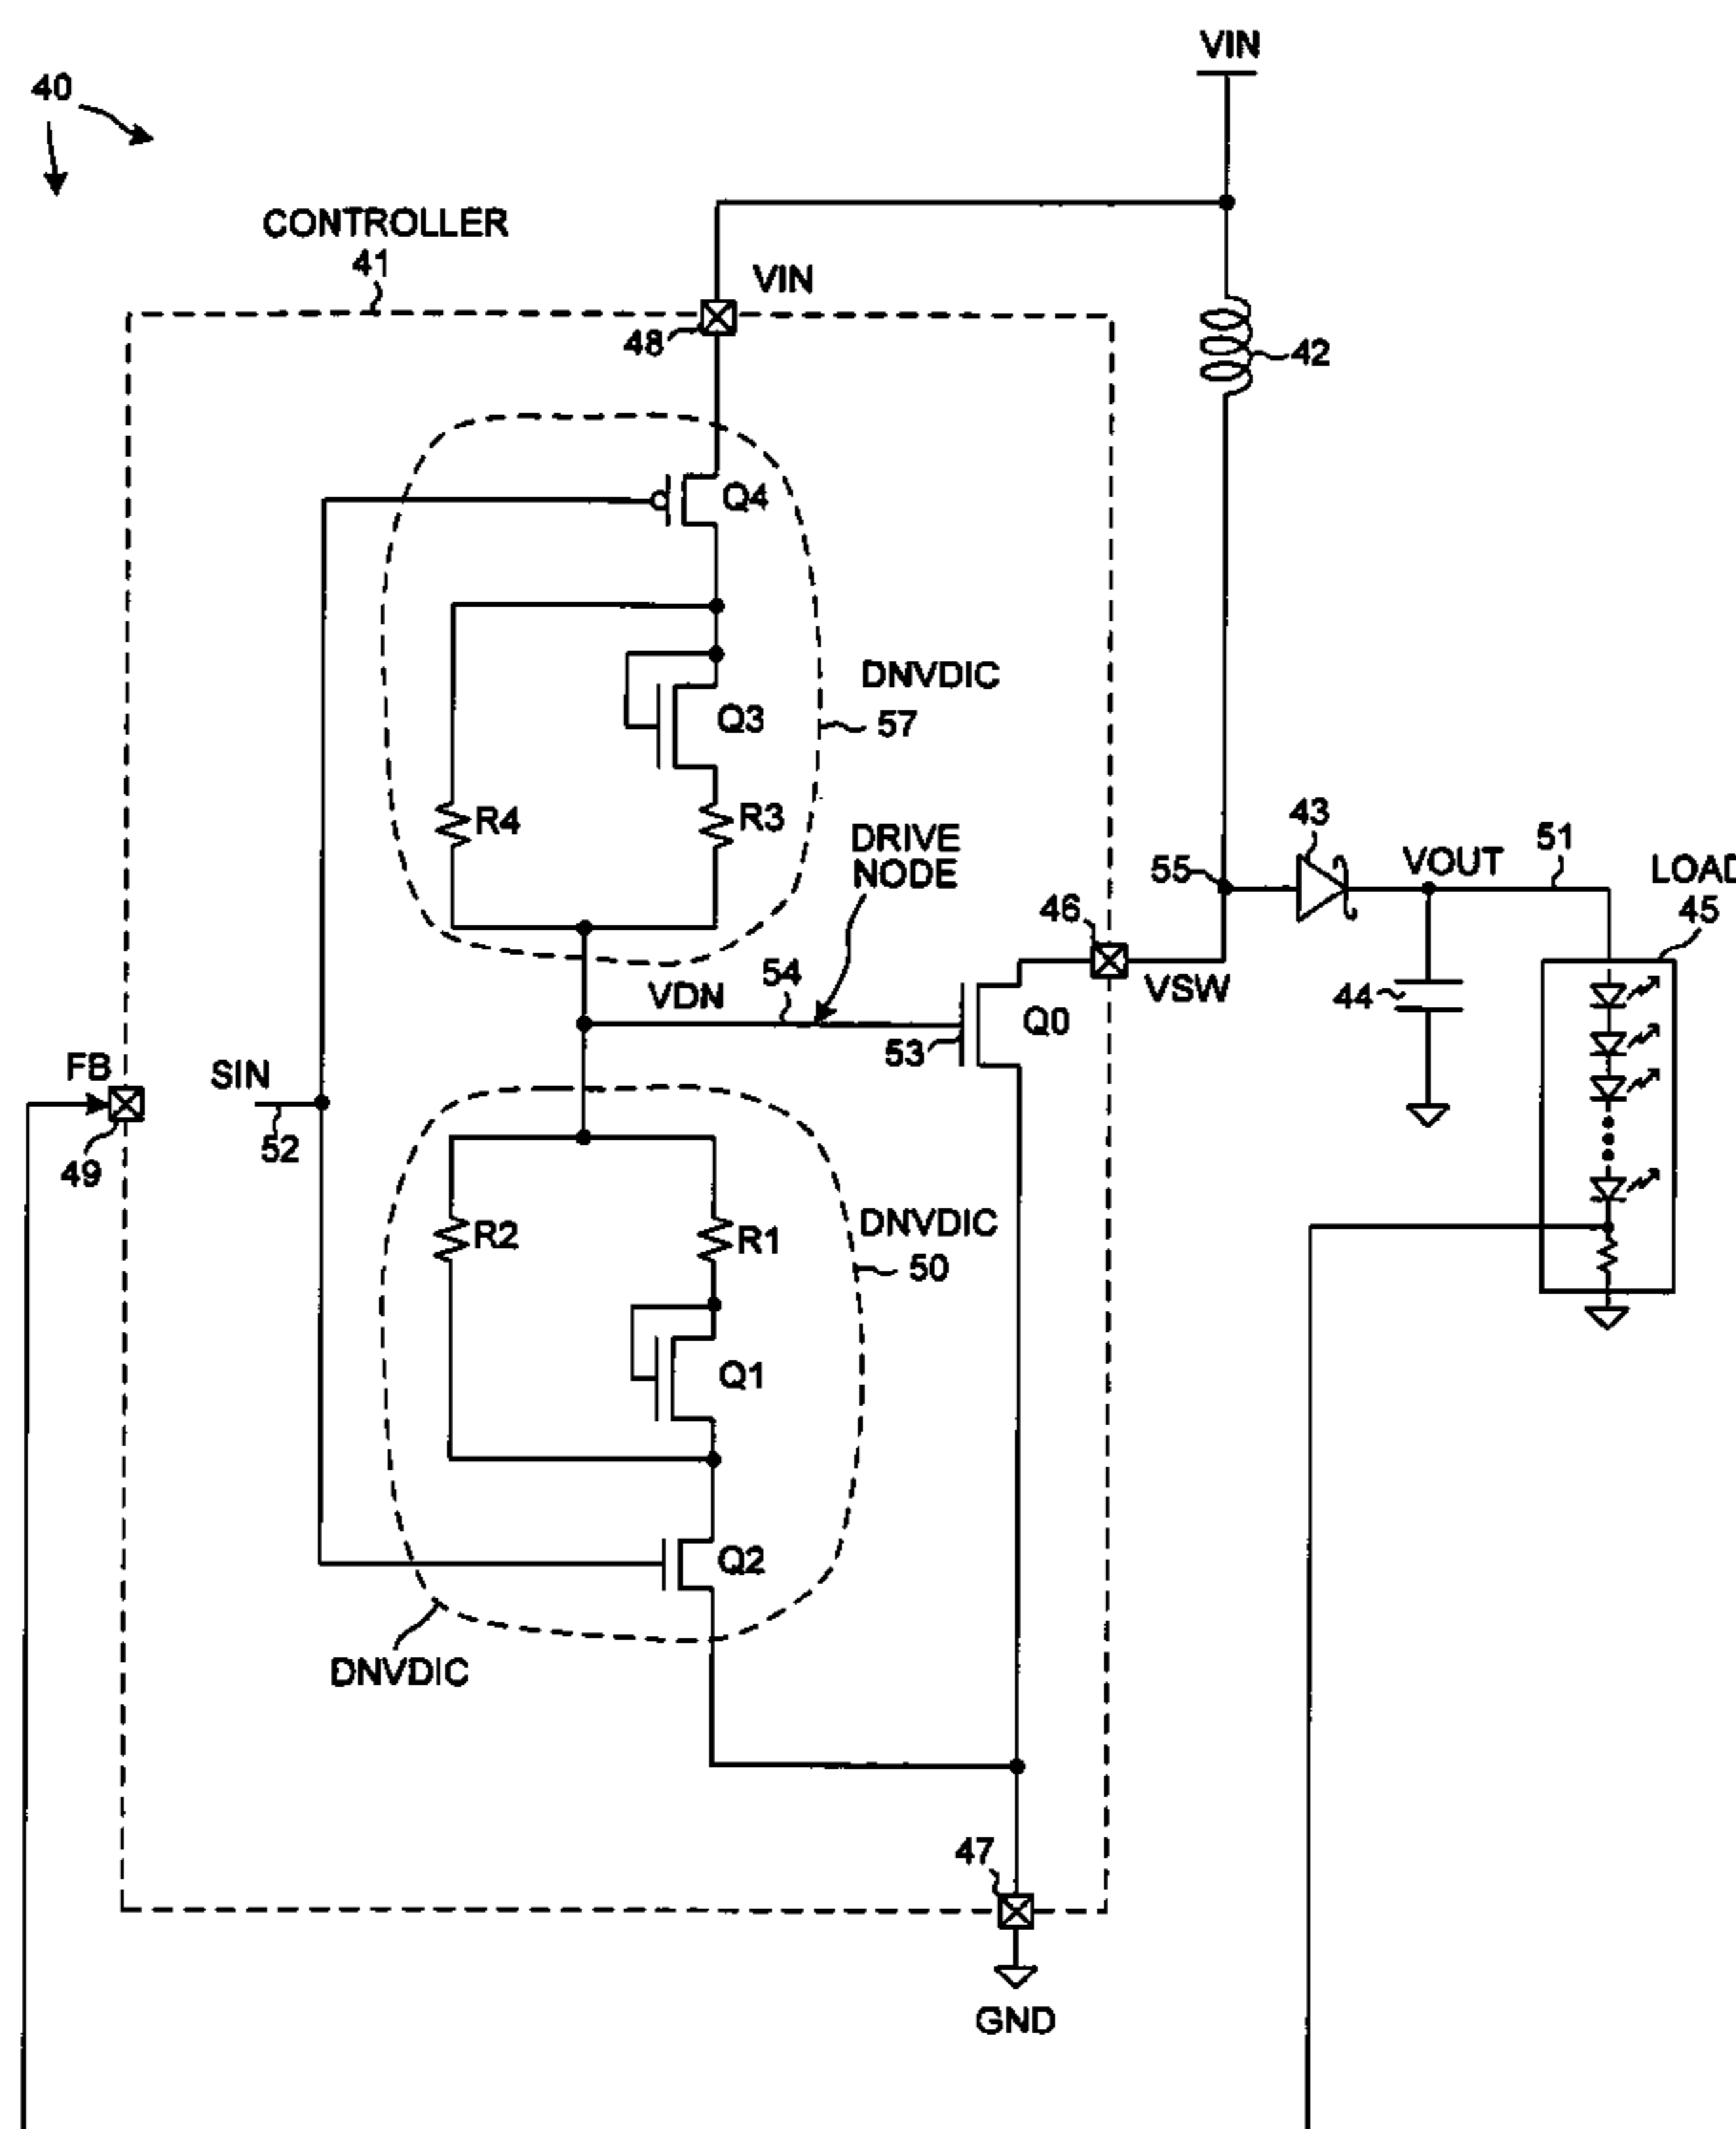 VIN
40
CONTROLLER
41
VIN
48
42
Q4
DNVDIC
57
Q3
R4
R3
DRIVE
NODE
43
VOUT
51
LOAD
45
55
46
54
VDN
VSW
44
Q0
53
FB
SIN
52
49
R2
R1
DNVDIC
50
Q1
Q2
DNVDIC
47
GND